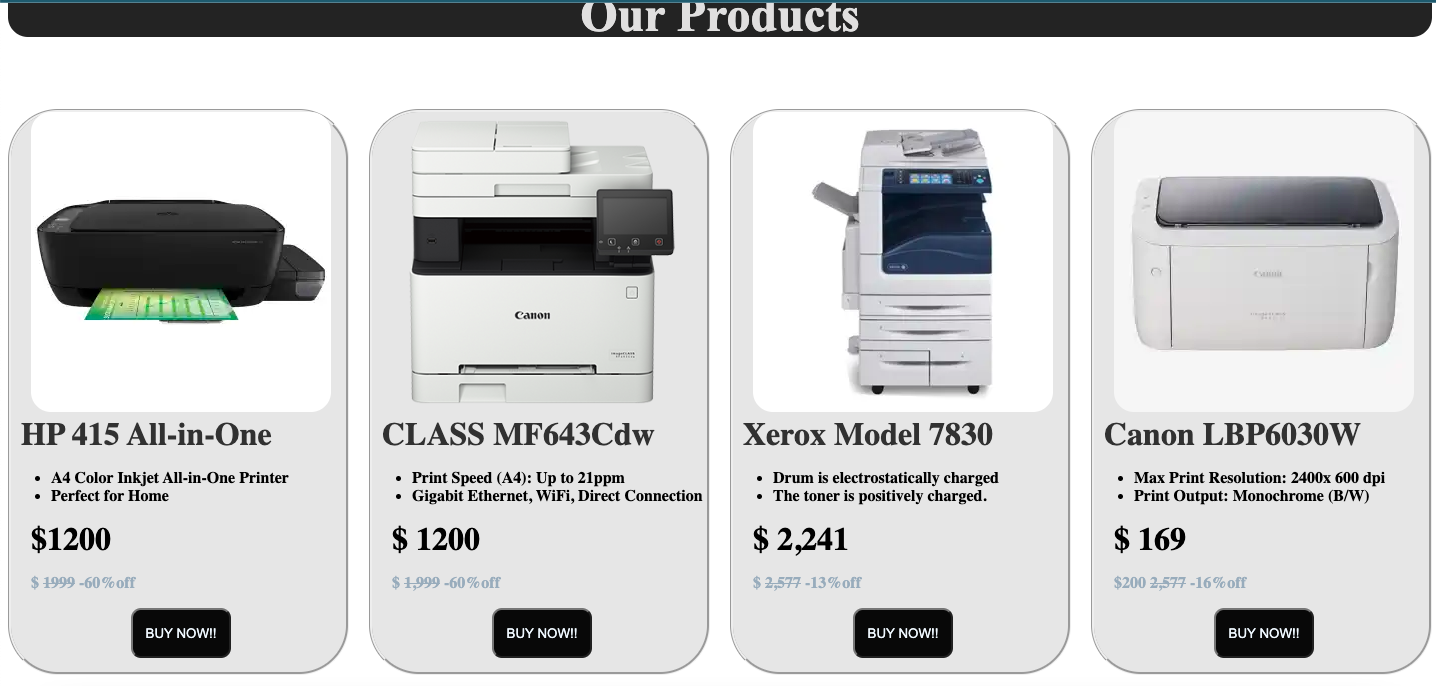 Our Products
Canon
Canon
HP 415 All-in-One
A4 Color Inkjet All-in-One Printer
Perfect for Home
$1200
$ 1999 -60%off
BUY NOW!!
CLASS MF643Cdw
Print Speed (A4): Up to 21ppm
Gigabit Ethernet, WiFi, Direct Connection
$ 1200
$ 1,999 -60%off
BUY NOW!!
Xerox Model 7830
Drum is electrostatically charged
The toner is positively charged.
$ 2,241
$ 2,577 -13%off
BUY NOW!!
Canon LBP6030W
Max Print Resolution: 2400x 600 dpi
Print Output: Monochrome (B/W)
$ 169
$200 2,577 -16%off
BUY NOW!!